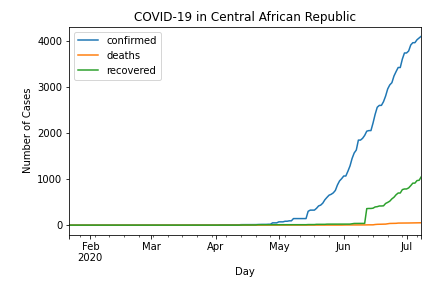 COVID-19 in Central African Republic
confirmed
deaths
recovered
Number of Cases
4000
3000
2000
1000
0
Feb Mar Apr May Jun Jul
2020
Day